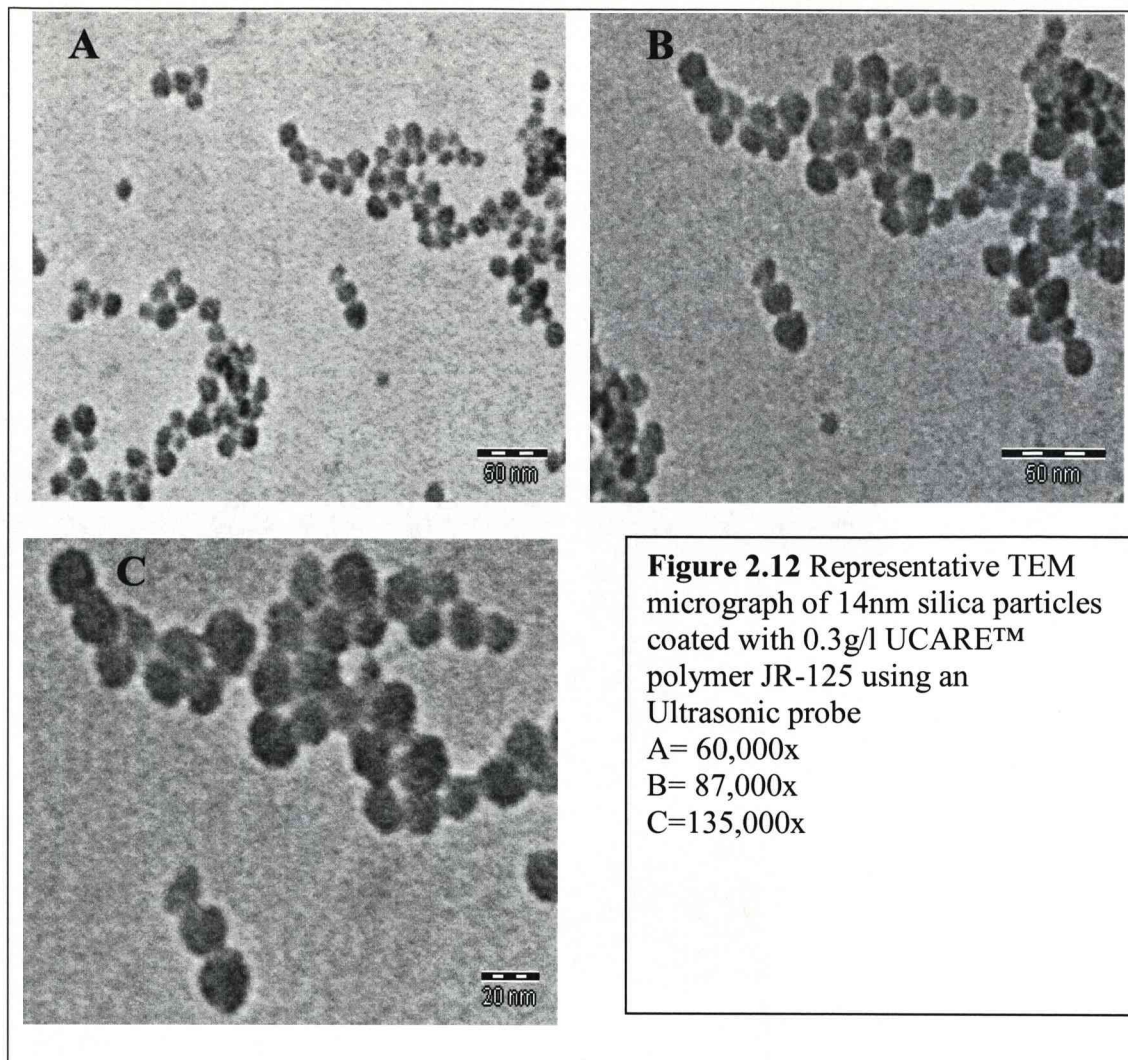 A
B
50 nm
50 nm
C
20 nm
Figure 2.12 Representative TEM
micrograph of 14nm silica particles
coated with 0.3g/l UCARE™
polymer JR-125 using an
Ultrasonic probe
A= 60,000x
B= 87,000x
C=135,000x